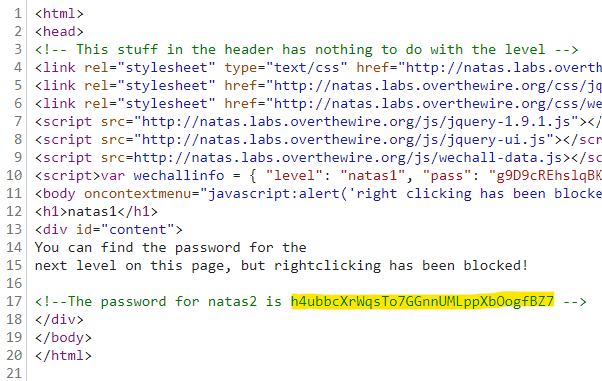 1 <html>
2 <head>
3 <!-- This stuff in the header has nothing to do with the level -->
4 <link rel="stylesheet" type="text/css" href="http://natas.labs.overthe
5 <link rel="stylesheet" href="http://natas.labs.overthewire.org/css/jq
6 <link rel="stylesheet" href="http://natas.labs.overthewire.org/css/we
7 <script src="http://natas.labs.overthewire.org/js/jquery-1.9.1.js"></
8 <script src="http://natas.labs.overthewire.org/js/jquery-ui.js"></scr
9 <script src=http://natas.labs.overthewire.org/js/wechall-data.js></sc
10 <script>var wechallinfo = { "level": "natas1", "pass": "g9D9cREhslqBK
11 <body oncontextmenu="javascript:alert('right clicking has been blocke
12 <h1>natas1</h1>
13 <div id="content">
14 You can find the password for the
15 next level on this page, but rightclicking has been blocked!
16
17 <!--The password for natas2 is h4ubbcXrWqsTo7GGnnUMLppXbOogfBZ7 -->
18 </div>
19 </body>
20 </html>
21